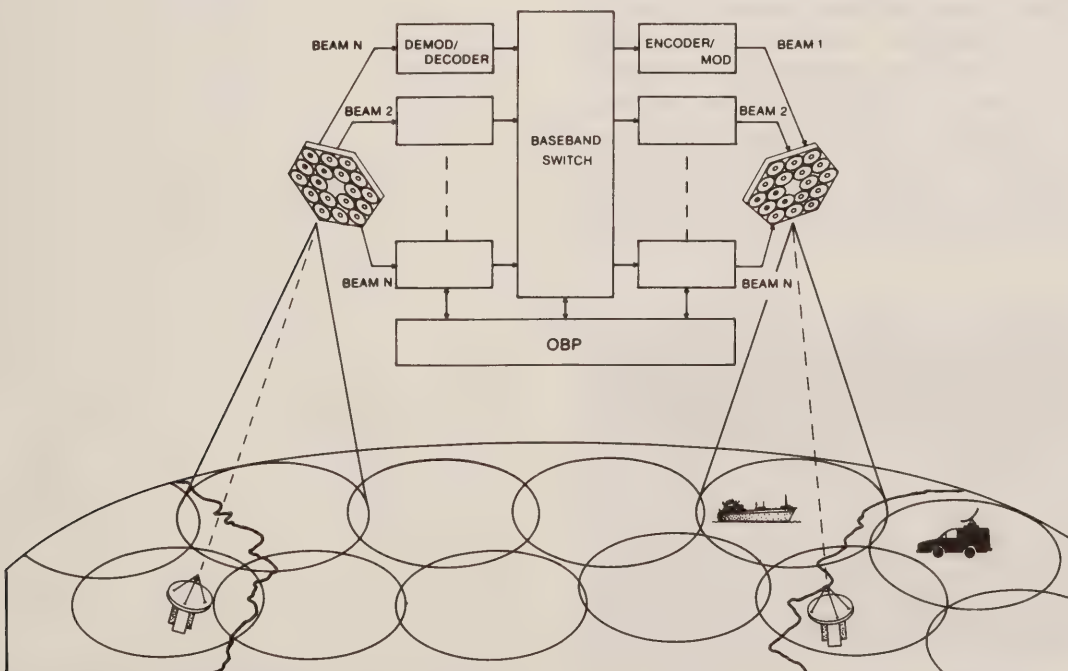 BEAM N
DEMOD/
DECODER
ENCODER/
MOD
BEAM 1
BEAM 2
BASEBAND
SWITCH
BEAM 2
BEAM N
BEAM N
OBP